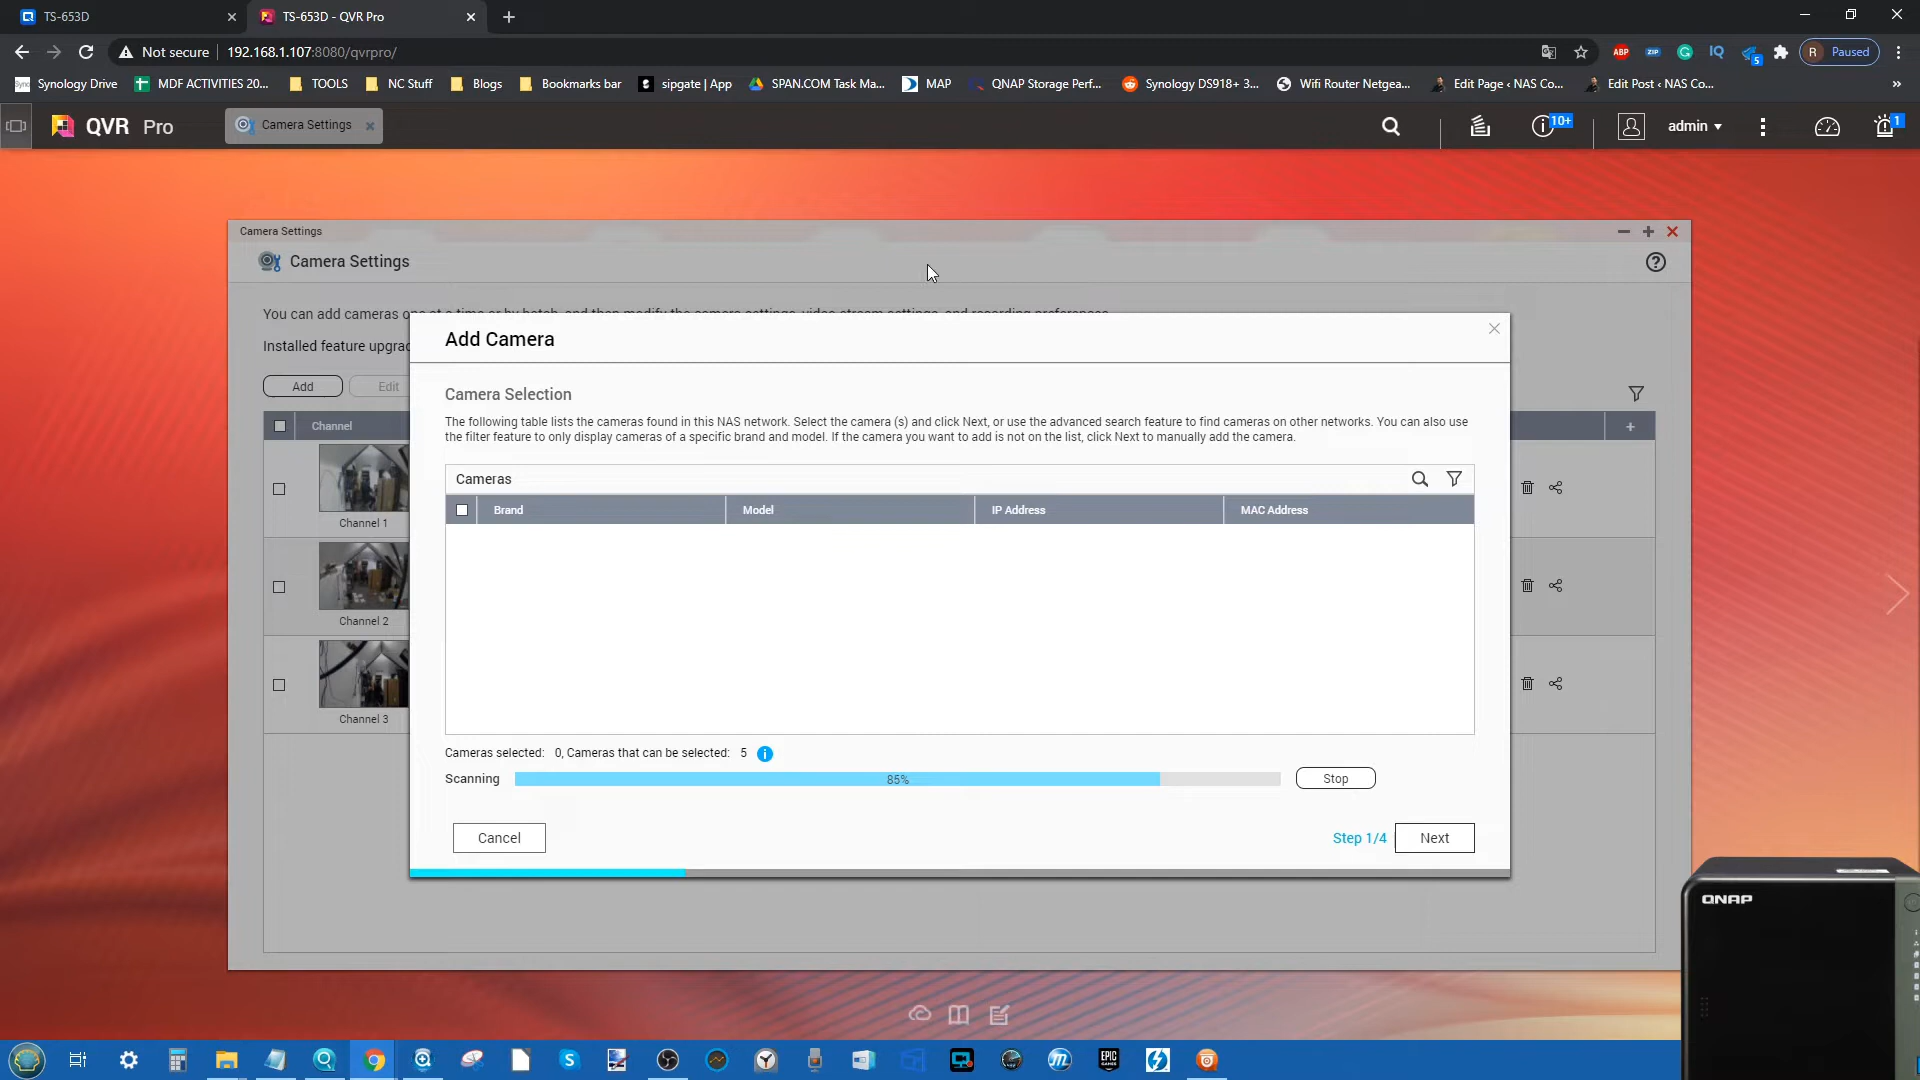 TS-653D
TS-653D - QVR Pro
Not secure
192.168.1.107:8080/qvrpro/
ABP
ZIP
IQ
5
R
Paused
Synology Drive
MDF ACTIVITIES 20...
TOOLS
NC Stuff
Blogs
Bookmarks bar
sipgate | App
SPAN.COM Task Ma...
MAP
QNAP Storage Perf...
Synology DS918+ 3...
Wifi Router Netgea...
Edit Page ‹ NAS Co...
Edit Post ‹ NAS Co...
»
QVR Pro
Camera Settings
10+
admin
1
Camera Settings
Camera Settings
Installed feature upgrad
Add
Edit
Channel
Channel 1
Channel 2
Channel 3
Add Camera
Camera Selection
The following table lists the cameras found in this NAS network. Select the camera (s) and click Next, or use the advanced search feature to find cameras on other networks. You can also use
the filter feature to only display cameras of a specific brand and model. If the camera you want to add is not on the list, click Next to manually add the camera.
Cameras
Brand
Model
IP Address
MAC Address
Cameras selected: 0, Cameras that can be selected: 5
Scanning
85%
Stop
Cancel
Step 1/4
Next
QNAP
EPIC
GAMES